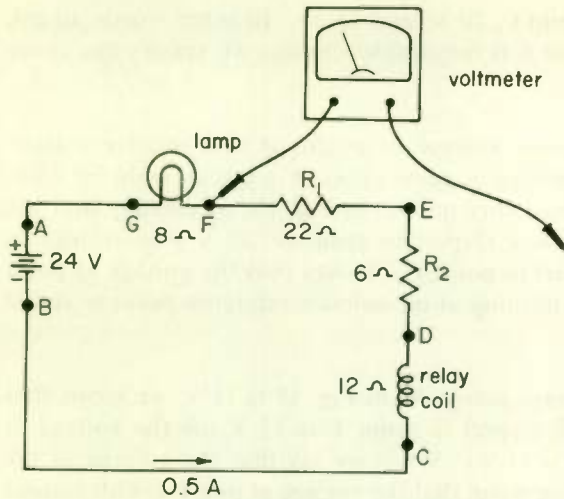 voltmeter
lamp
A
G
F
R1
E
8 Ω
22 Ω
+
24 V
6 Ω
R2
B
D
12 Ω
relay
coil
C
0.5 A